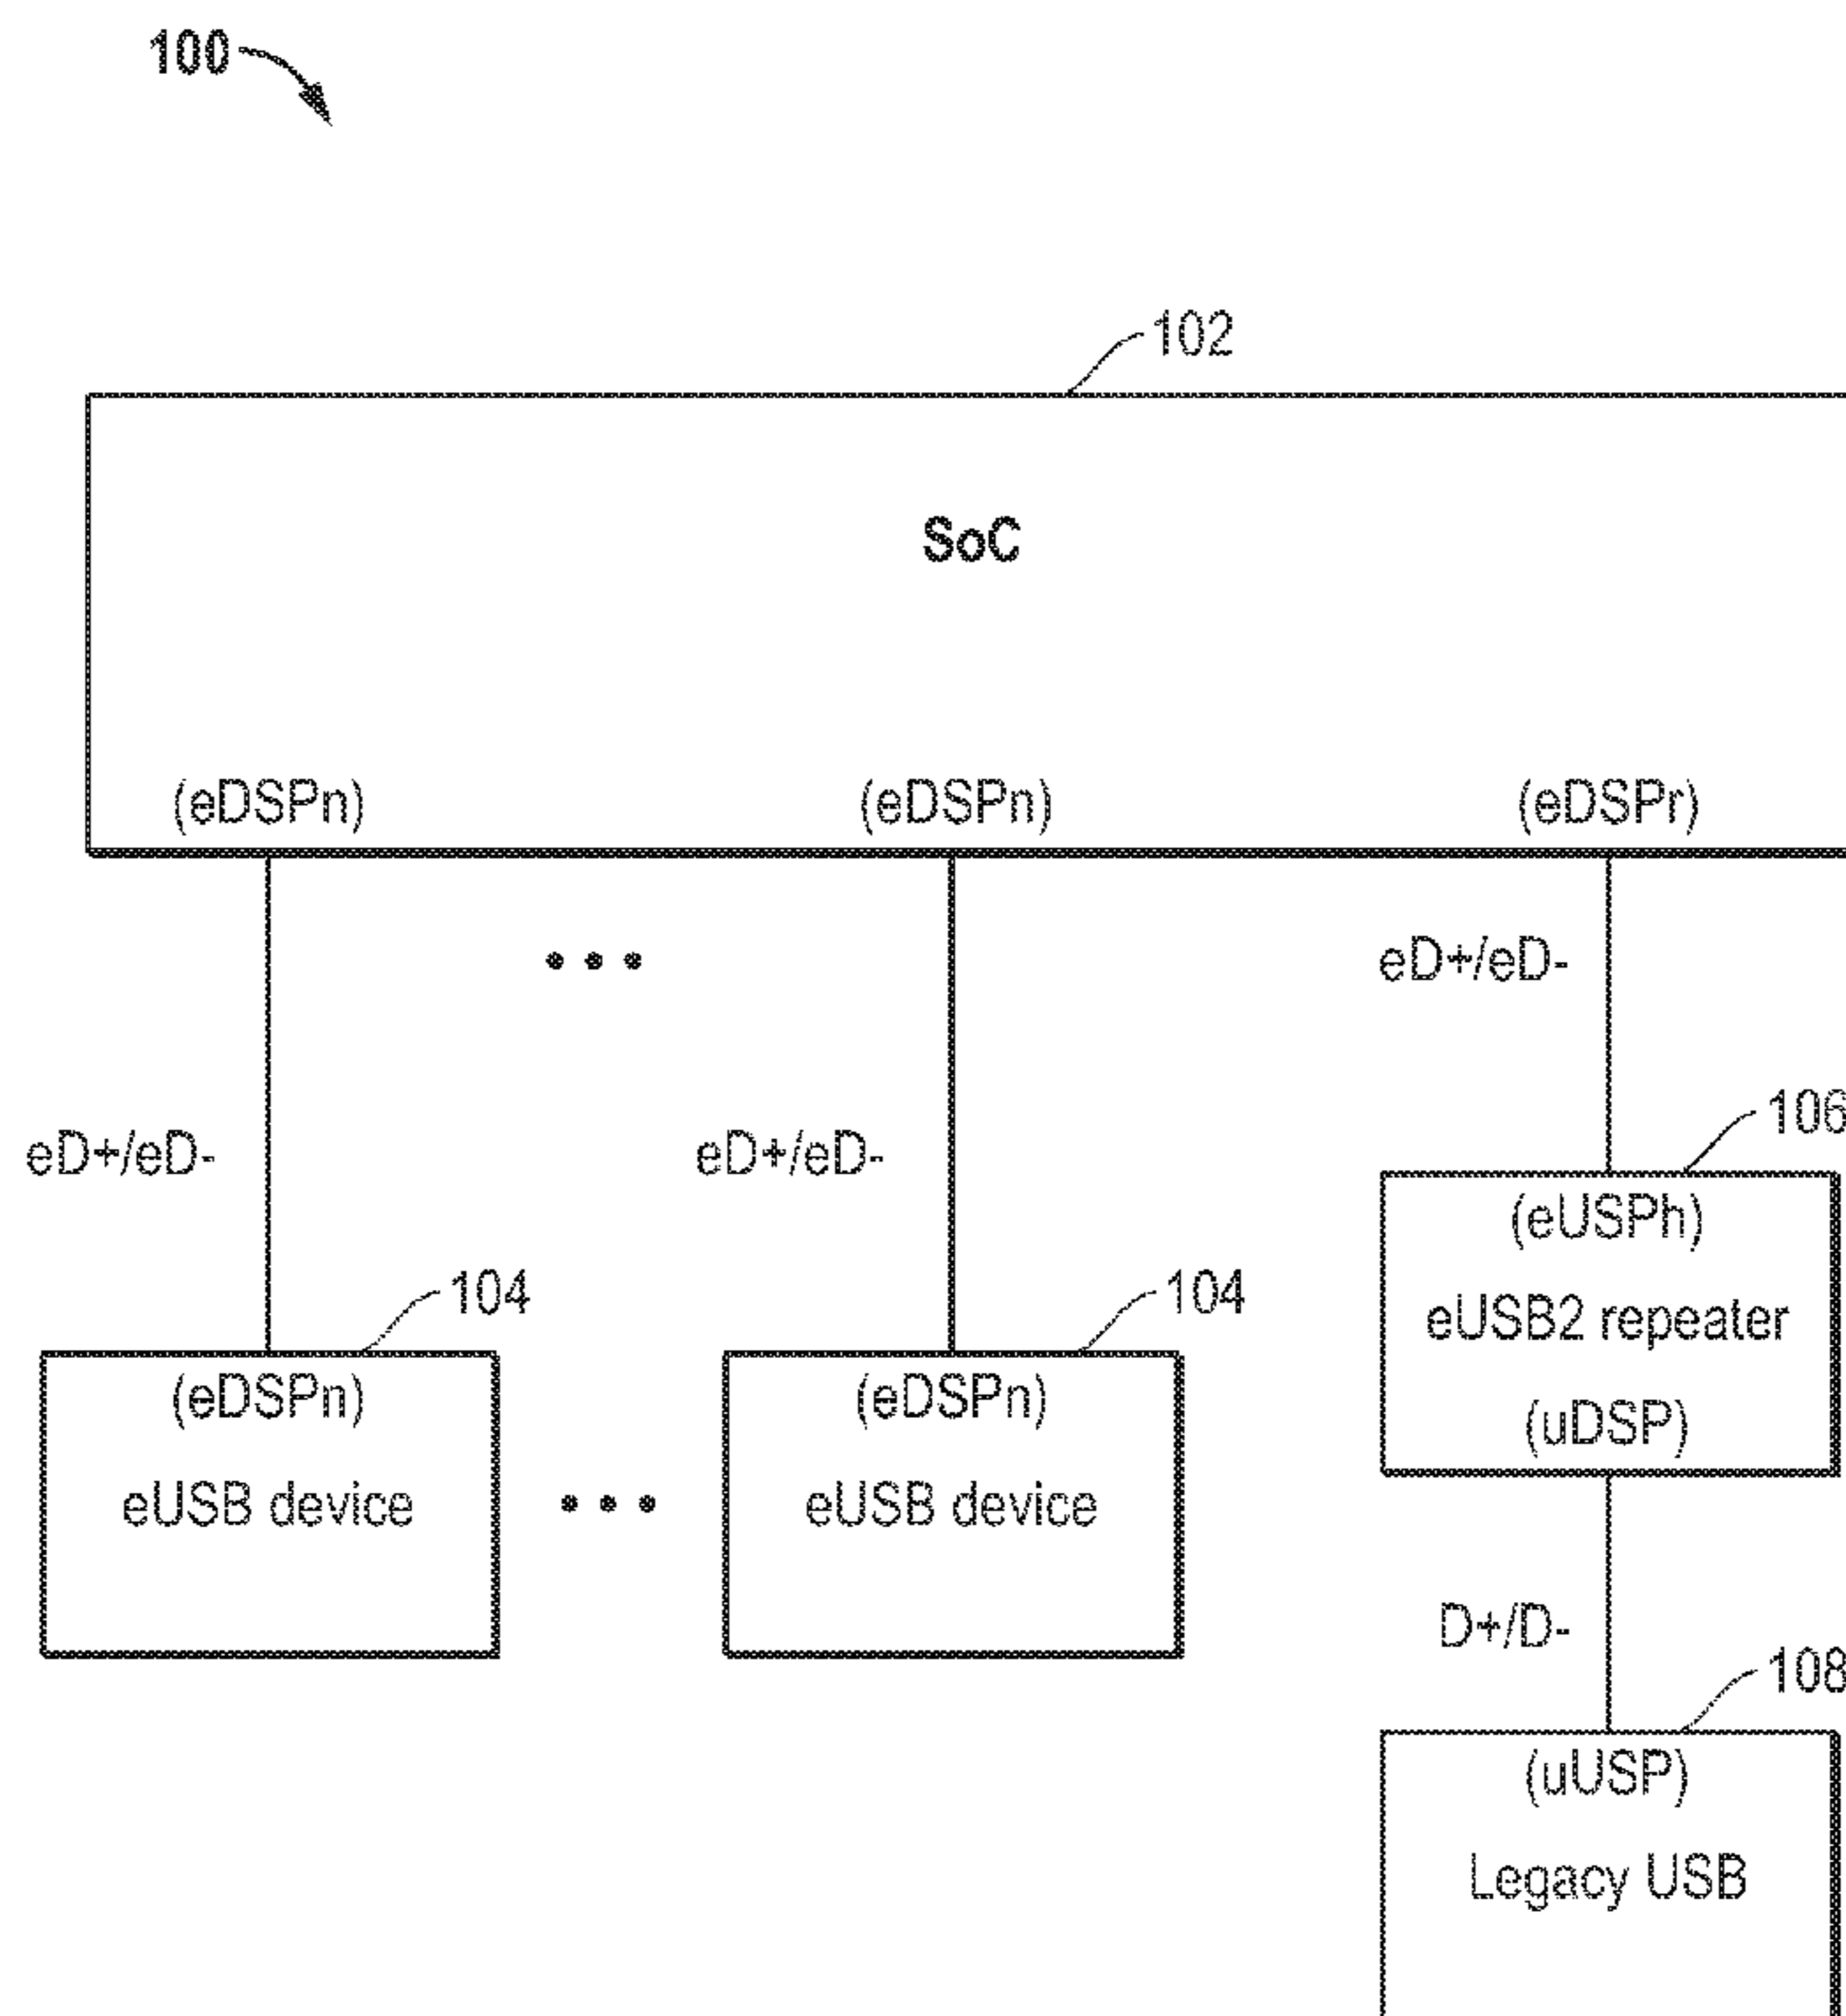 100
102
SoC
(eDSPn) (eDSPn) (eDSPr)
eD+/eD-
eD+/eD- eD+/eD-
106
(eUSPh)
eUSB2 repeater
(uDSP)
104 104
(eDSPn) (eDSPn)
eUSB device eUSB device
D+/D-
108
(uUSP)
Legacy USB